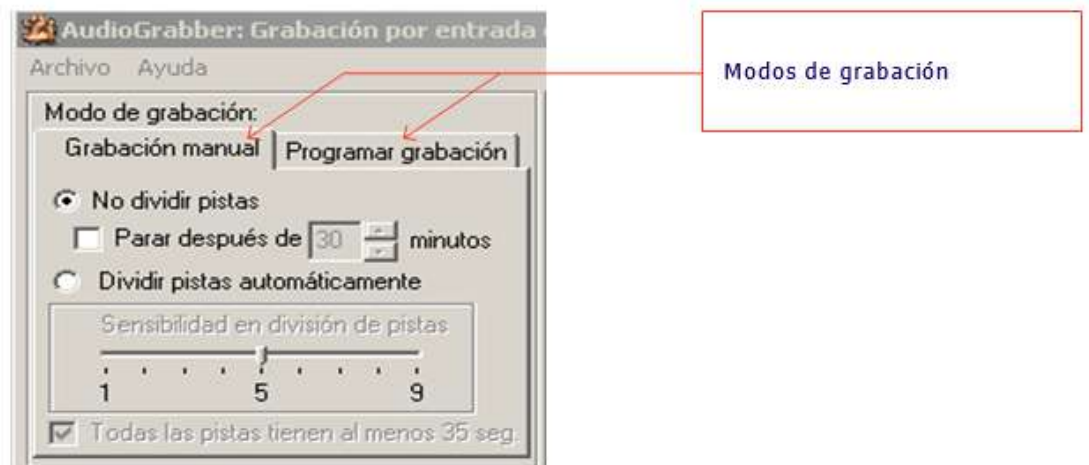 AudioGrabber: Grabación por entrada
Archivo Ayuda
Modos de grabación
Modo de grabación:
Grabación manual Programar grabación
No dividir pistas
Parar después de 30 minutos
Dividir pistas automáticamente
Sensibilidad en división de pistas
1 5 9
Todas las pistas tienen al menos 35 seg.